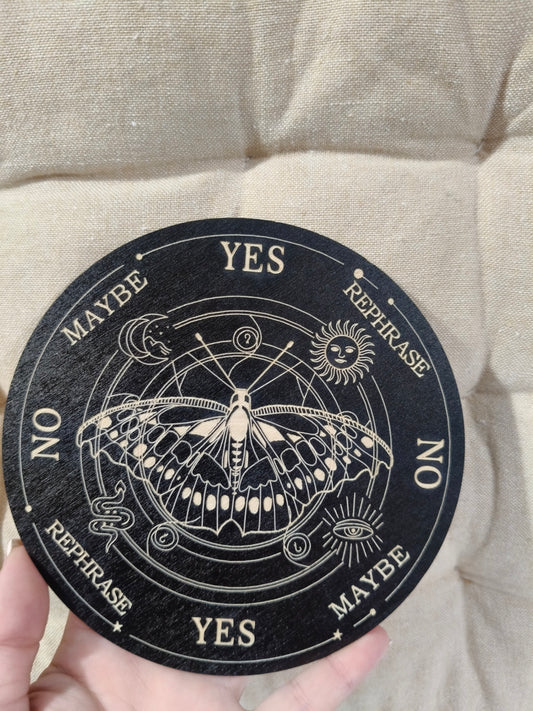 YES
REPHRASE
NO
MAYBE
YES
REPHRASE
NO
MAYBE